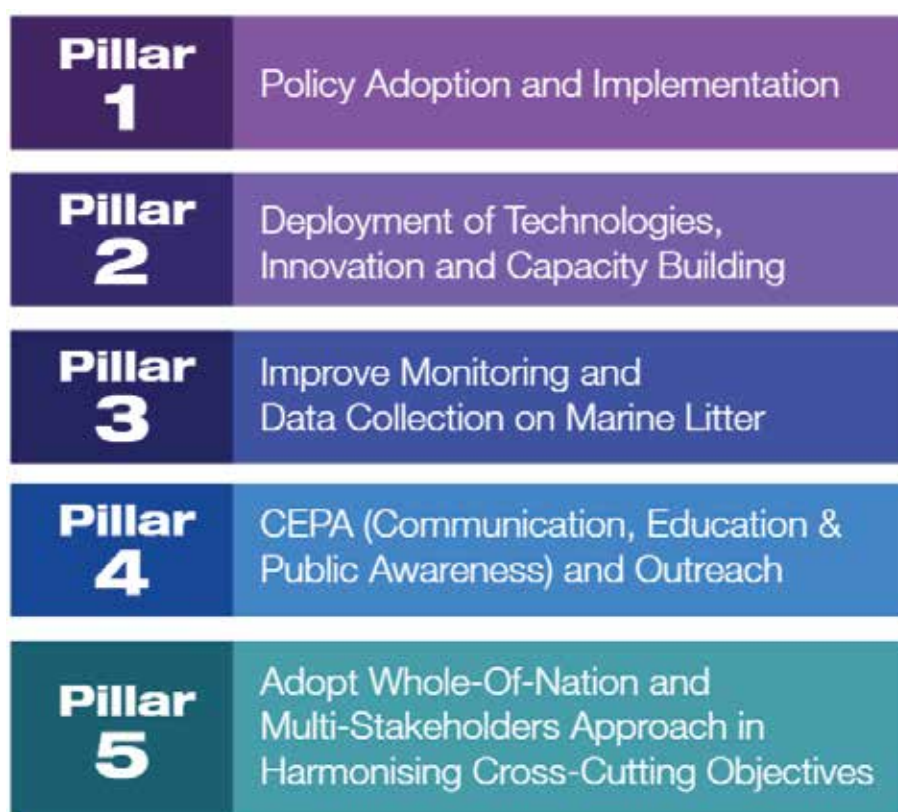 Pillar
1
Policy Adoption and Implementation
Pillar
2
Deployment of Technologies,
Innovation and Capacity Building
Pillar
3
Improve Monitoring and
Data Collection on Marine Litter
Pillar
4
CEPA (Communication, Education &
Public Awareness) and Outreach
Pillar
5
Adopt Whole-Of-Nation and
Multi-Stakeholders Approach in
Harmonising Cross-Cutting Objectives